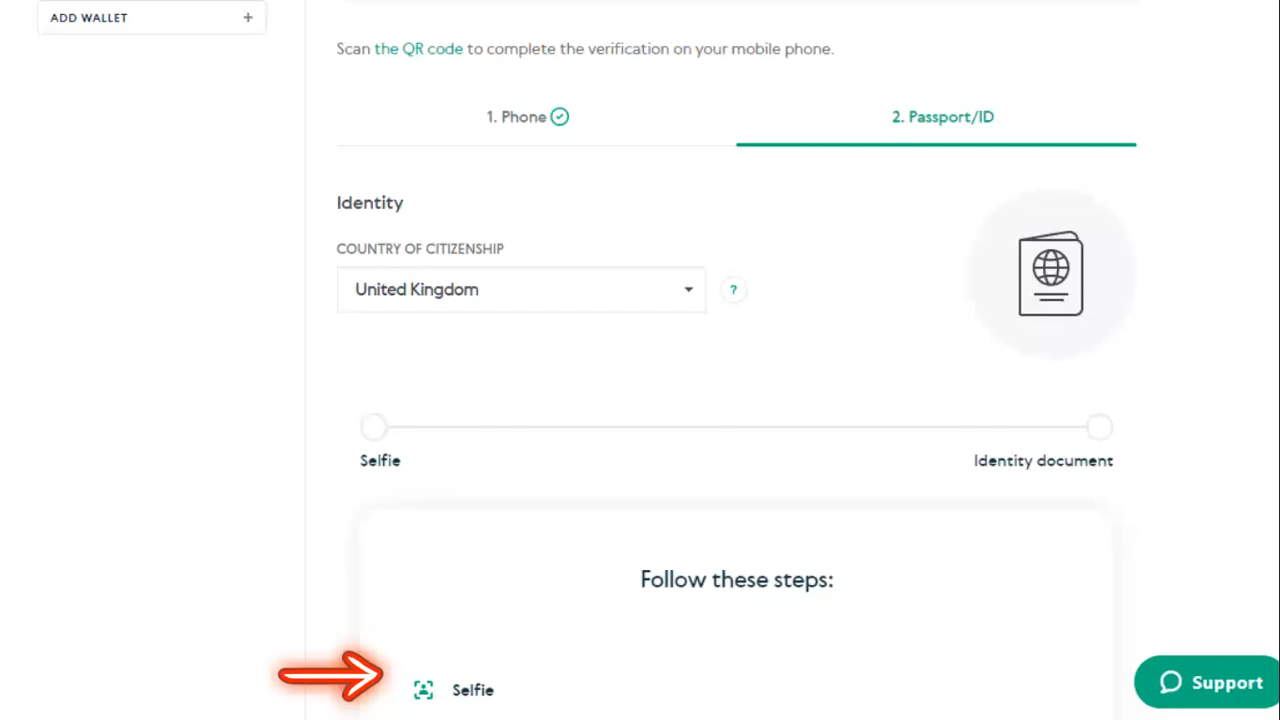 ADD WALLET +
Scan the QR code to complete the verification on your mobile phone.
1. Phone
2. Passport/ID
Identity
COUNTRY OF CITIZENSHIP
United Kingdom
?
Selfie
Identity document
Follow these steps:
Selfie
Support